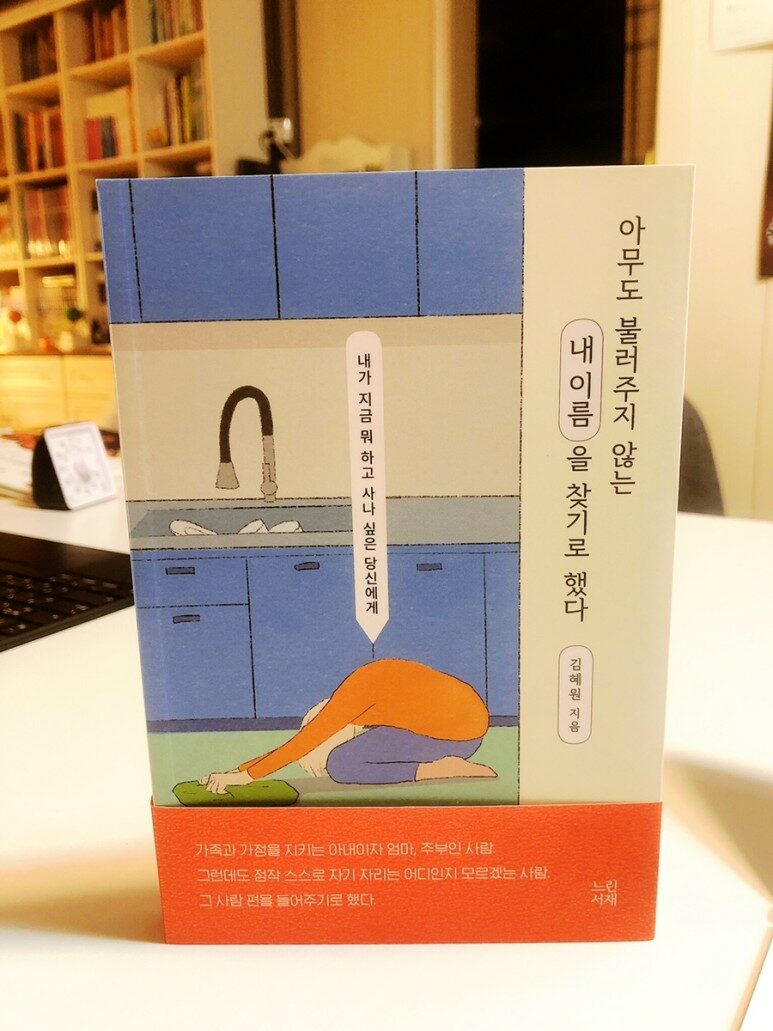 아무도 불러주지 않는
내 이름을 찾기로 했다
김혜원 지음
내가 지금 뭐 하고 사나 싶은 당신에게
가족과 가정을 지키는 아내이자 엄마, 주부인 사람.
그런데도 정작 스스로 자기 자리는 어디인지 모르겠는 사람.
그 사람 편을 들어주기로 했다.
느린
서재